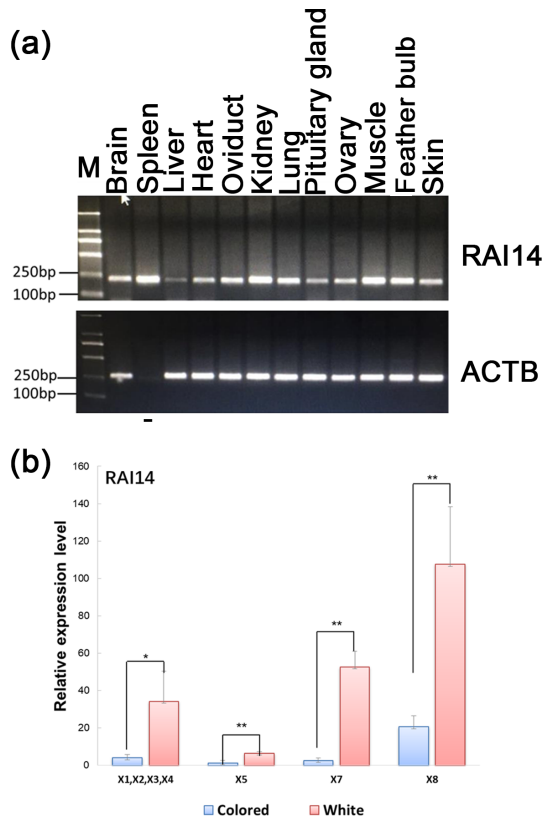 (a)
M Brain Spleen Liver Heart Oviduct Kidney Lung Pituitary gland Ovary Muscle Feather bulb Skin
250bp
100bp
RAI14
250bp
100bp
ACTB
-
(b)
RAI14
Relative expression level
160
140
120
100
80
60
40
20
0
*
**
**
**
X1,X2,X3,X4 X5 X7 X8
Colored White